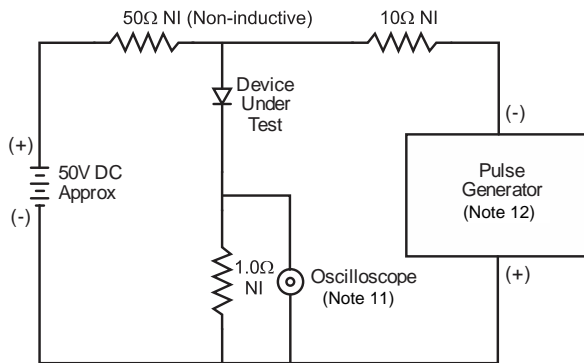 50Ω NI (Non-inductive)
10Ω NI
Device
Under
Test
(-)
(+)
50V DC
Approx
(-)
Pulse
Generator
(Note 12)
1.0Ω
NI
Oscilloscope
(Note 11)
(+)